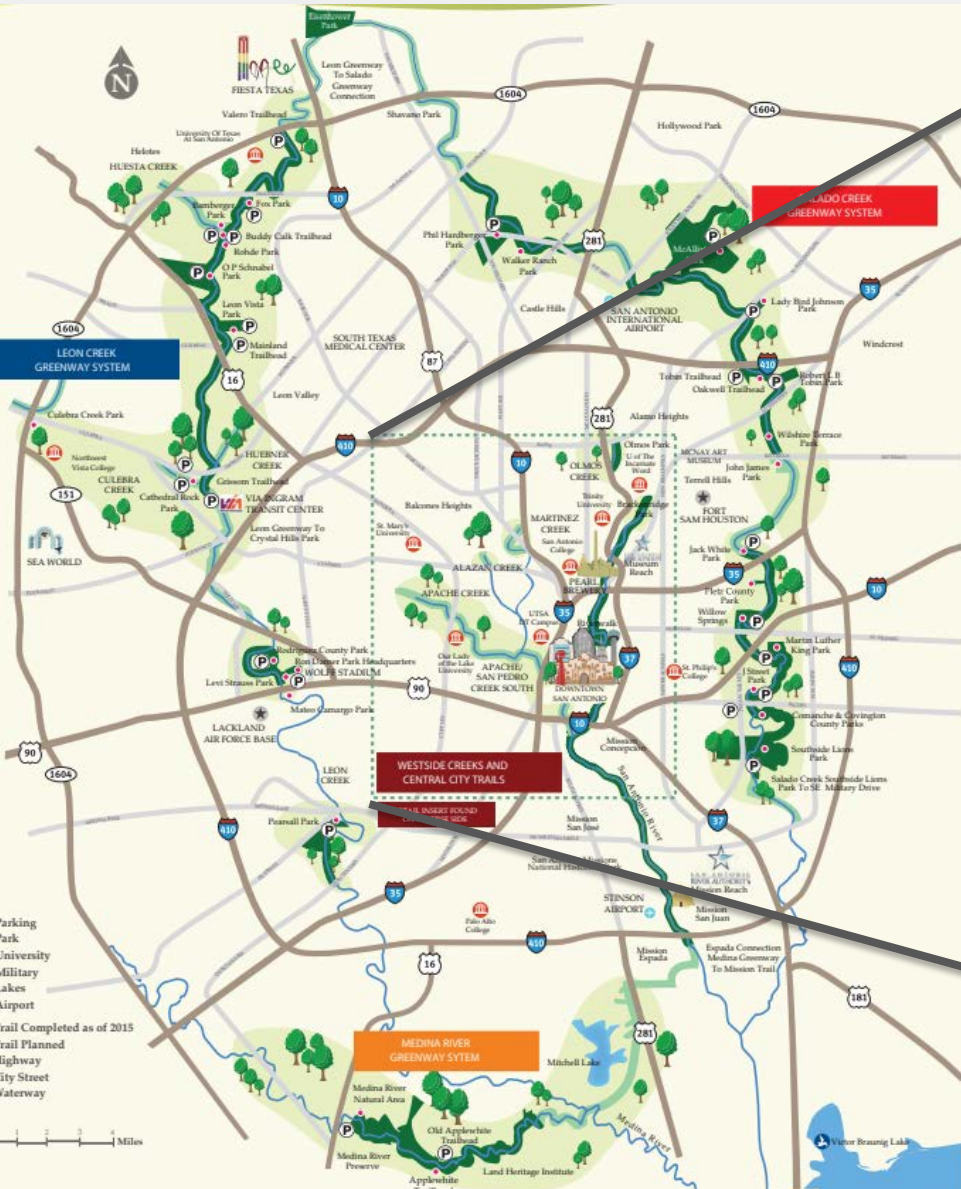 Eisenhower
Park
N
FIESTA TEXAS
Leon Greenway
To Salado
Greenway
Connection
1604
1604
Valero Trailhead
Shavano Park
Hollywood Park
University Of Texas
At San Antonio
Helotes
HUESTA CREEK
10
Bamberger
Park
Fox Park
SALADO CREEK
GREENWAY SYSTEM
Buddy Calk Trailhead
Rohde Park
Phil Hardberger
Park
281
McAllister
Walker Ranch
Park
O P Schnabel
Park
35
Leon Vista
Park
Castle Hills
SAN ANTONIO
INTERNATIONAL
AIRPORT
Lady Bird Johnson
Park
1604
Mainland
Trailhead
SOUTH TEXAS
MEDICAL CENTER
Windcrest
LEON CREEK
GREENWAY SYSTEM
87
410
16
Tobin Trailhead
Oakwell Trailhead
Robert L B
Tobin Park
Leon Valley
Culebra Creek Park
281
Alamo Heights
410
Olmos Park
Wilshire Terrace
Park
Northwest
Vista College
HUEBNER
CREEK
10
OLMOS
CREEK
U of The
Incarnate
Word
MCNAY ART
MUSEUM
John James
Park
CULEBRA
CREEK
Grissom Trailhead
151
Cathedral Rock
Park
VIA INGRAM
TRANSIT CENTER
Terrell Hills
Balcones Heights
Trinity
University
Brackenridge
Park
FORT
SAM HOUSTON
Leon Greenway To
Crystal Hills Park
St. Mary's
University
MARTINEZ
CREEK
San Antonio
College
SEA WORLD
Jack White
Park
ALAZAN CREEK
Museum
Reach
PEARL
BREWERY
35
10
APACHE CREEK
Pletz County
Park
UTSA
DT Campus
35
Riverwalk
Willow
Springs
Our Lady
of the Lake
University
37
Martin Luther
King Park
Rodriguez County Park
Ron Darner Park Headquarters
WOLFF STADIUM
APACHE/
SAN PEDRO
CREEK SOUTH
St. Philip's
College
410
J Street
Park
Levi Strauss Park
90
DOWNTOWN
SAN ANTONIO
Mateo Camargo Park
10
Comanche & Covington
County Parks
LACKLAND
AIR FORCE BASE
Mission
Concepcion
90
Southside Lions
Park
1604
LEON
CREEK
WESTSIDE CREEKS AND
CENTRAL CITY TRAILS
San Antonio River
Salado Creek Southside Lions
Park To SE Military Drive
INSERT FOUND
SIDE
Pearsall Park
410
Mission
San José
37
San Antonio Missions
National
SAN ANTONIO
RIVER AUTHORITY
Mission Reach
35
STINSON
AIRPORT
Mission
San Juan
Palo Alto
College
410
Parking
Park
University
Military
Lakes
Airport
Trail Completed as of 2015
Trail Planned
Highway
City Street
Waterway
Mission
Espada
Espada Connection
Medina Greenway
To Mission Trail
16
181
281
MEDINA RIVER
GREENWAY SYTEM
Mitchell Lake
Medina River
Natural Area
Medina River
1 2 3 4 Miles
Old Applewhite
Trailhead
Victor Braunig Lake
Medina River
Preserve
Land Heritage Institute
Applewhite